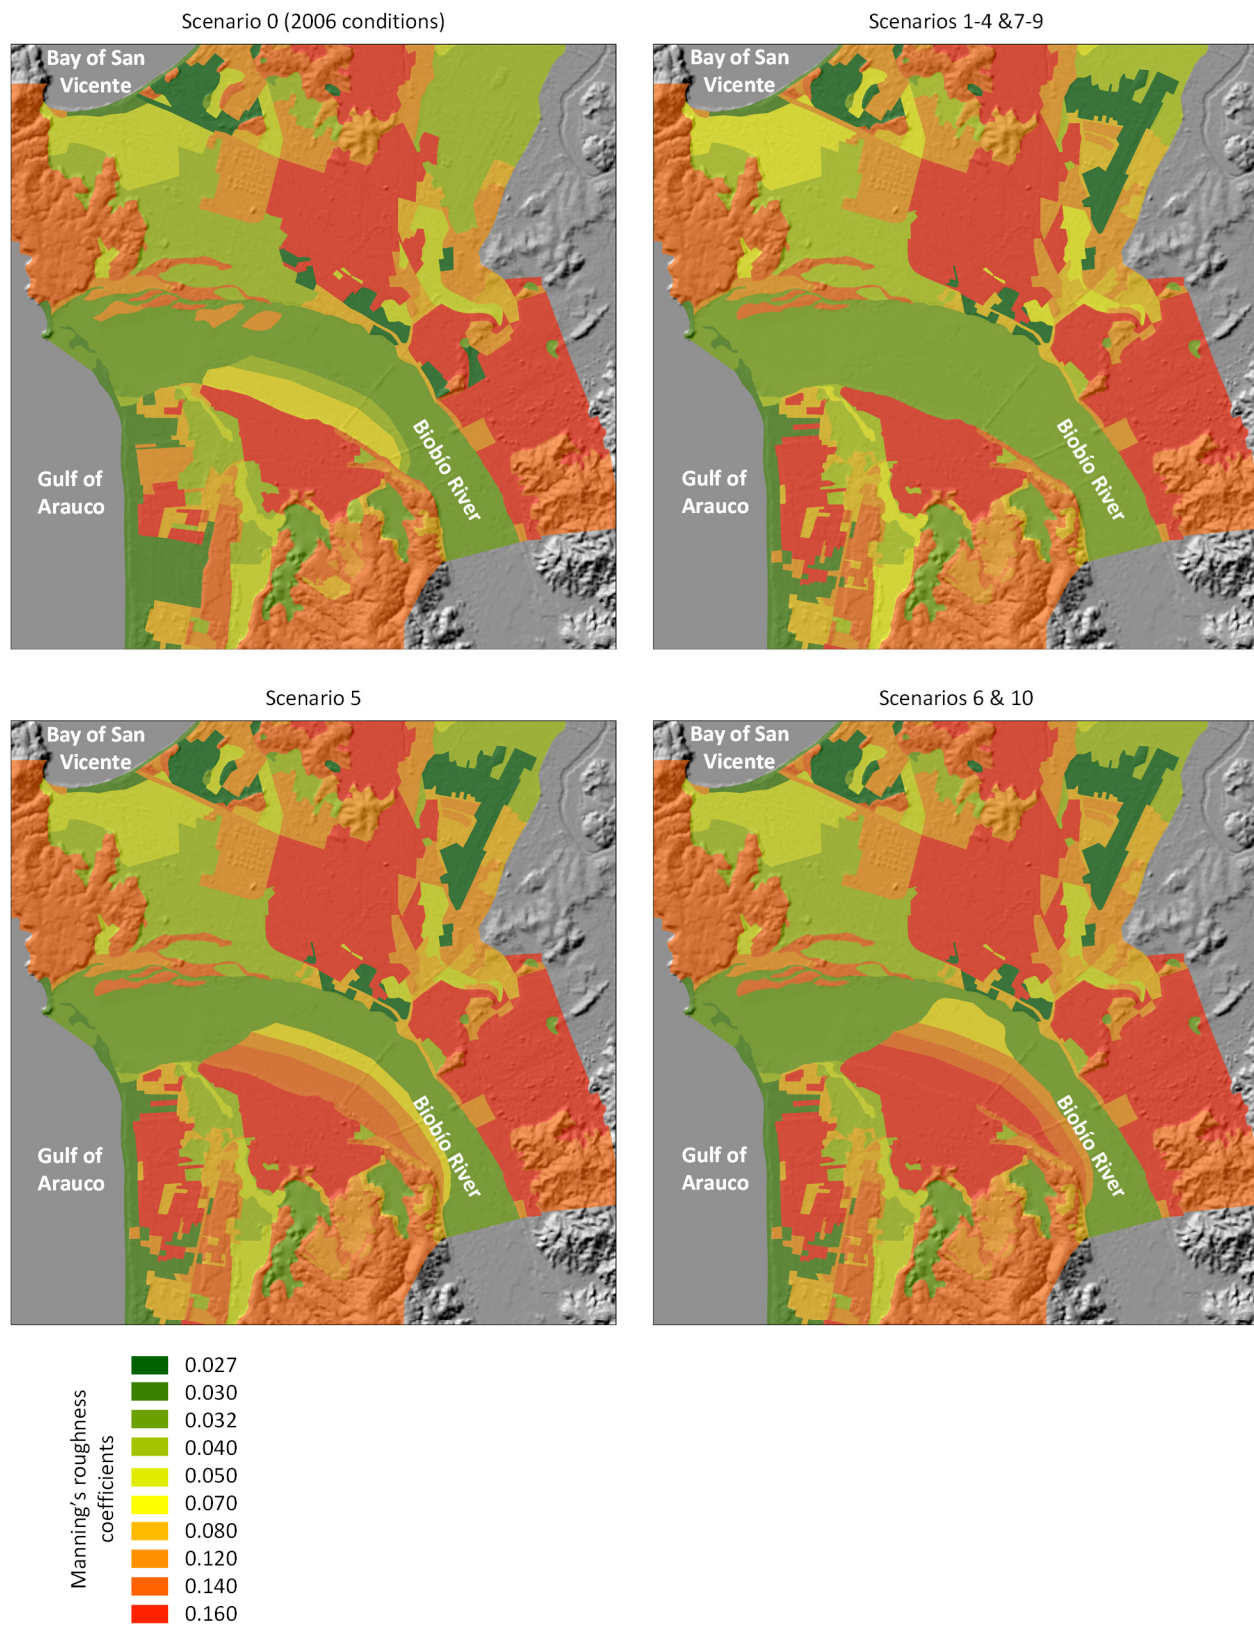 Scenario 0 (2006 conditions)
Scenarios 1-4 &7-9
Bay of San
Vicente
Gulf of
Arauco
Biobío River
Bay of San
Vicente
Gulf of
Arauco
Biobío River
Scenario 5
Scenarios 6 & 10
Bay of San
Vicente
Gulf of
Arauco
Biobío River
Bay of San
Vicente
Gulf of
Arauco
Biobío River
Manning's roughness
coefficients
0.027
0.030
0.032
0.040
0.050
0.070
0.080
0.120
0.140
0.160